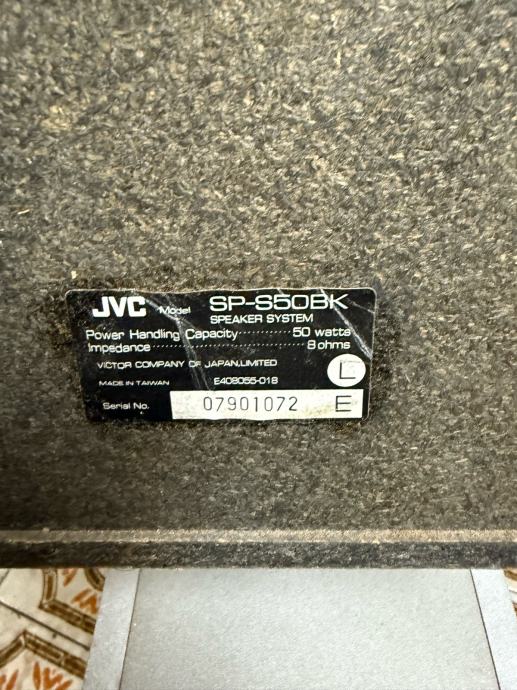 JVC Model SP-S50BK
SPEAKER SYSTEM
Power Handling Capacity ·········· 50 watts
Impedance ························ 8 ohms
VICTOR COMPANY OF JAPAN, LIMITED
L
MADE IN TAIWAN E408055-018
Serial No. 07901072 E